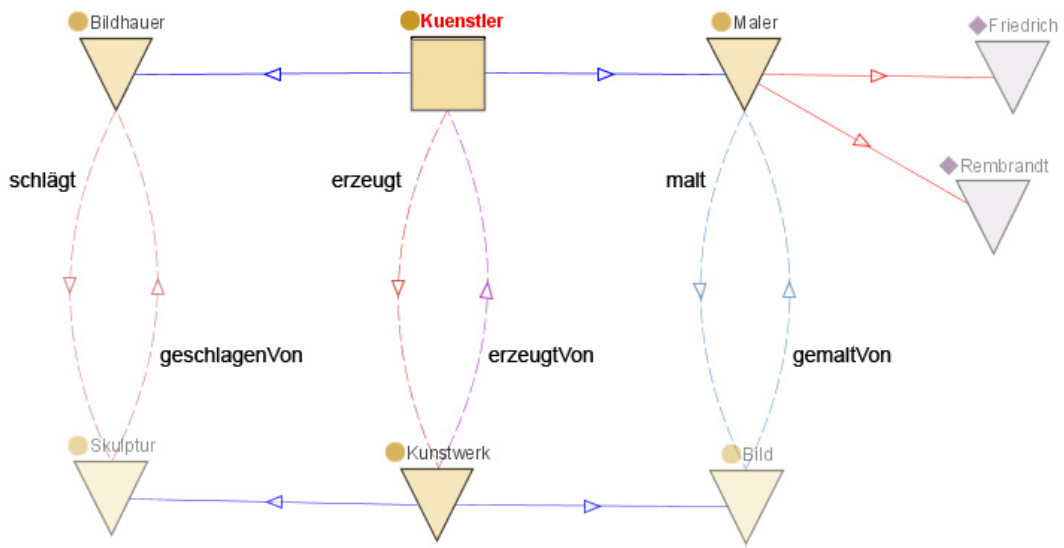 Bildhauer
Kuenstler
Maler
Friedrich
Rembrandt
schlägt
erzeugt
malt
geschlagenVon
erzeugtVon
gemaltVon
Skulptur
Kunstwerk
Bild